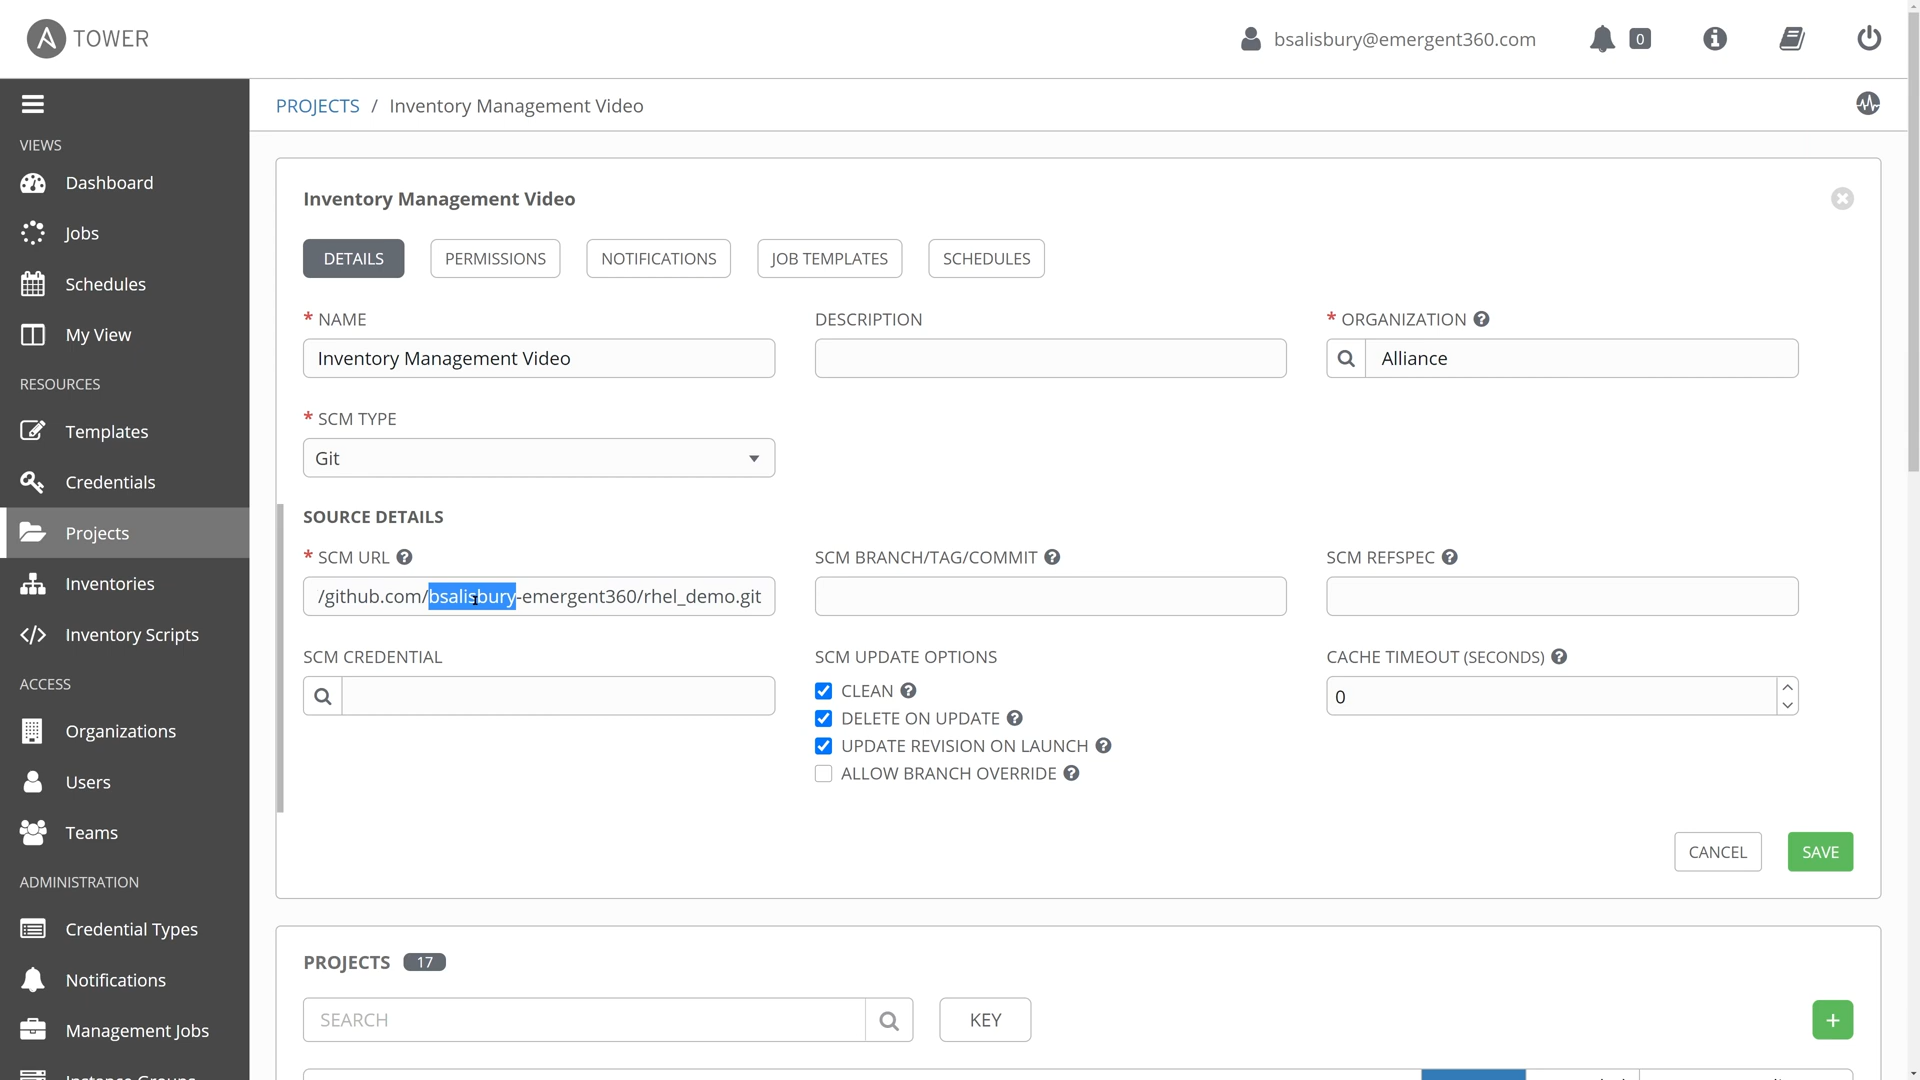 TOWER
bsalisbury@emergent360.com
0
PROJECTS / Inventory Management Video
VIEWS
Dashboard
Jobs
Schedules
My View
RESOURCES
Templates
Credentials
Projects
Inventories
Inventory Scripts
ACCESS
Organizations
Users
Teams
ADMINISTRATION
Credential Types
Notifications
Management Jobs
Inventory Management Video
DETAILS PERMISSIONS NOTIFICATIONS JOB TEMPLATES SCHEDULES
* NAME
Inventory Management Video
DESCRIPTION
* ORGANIZATION
Alliance
* SCM TYPE
Git
SOURCE DETAILS
* SCM URL
/github.com/bsalisbury-emergent360/rhel_demo.git
SCM BRANCH/TAG/COMMIT
SCM REFSPEC
SCM CREDENTIAL
SCM UPDATE OPTIONS
CLEAN
DELETE ON UPDATE
UPDATE REVISION ON LAUNCH
ALLOW BRANCH OVERRIDE
CACHE TIMEOUT (SECONDS)
0
CANCEL SAVE
PROJECTS 17
SEARCH
KEY
+